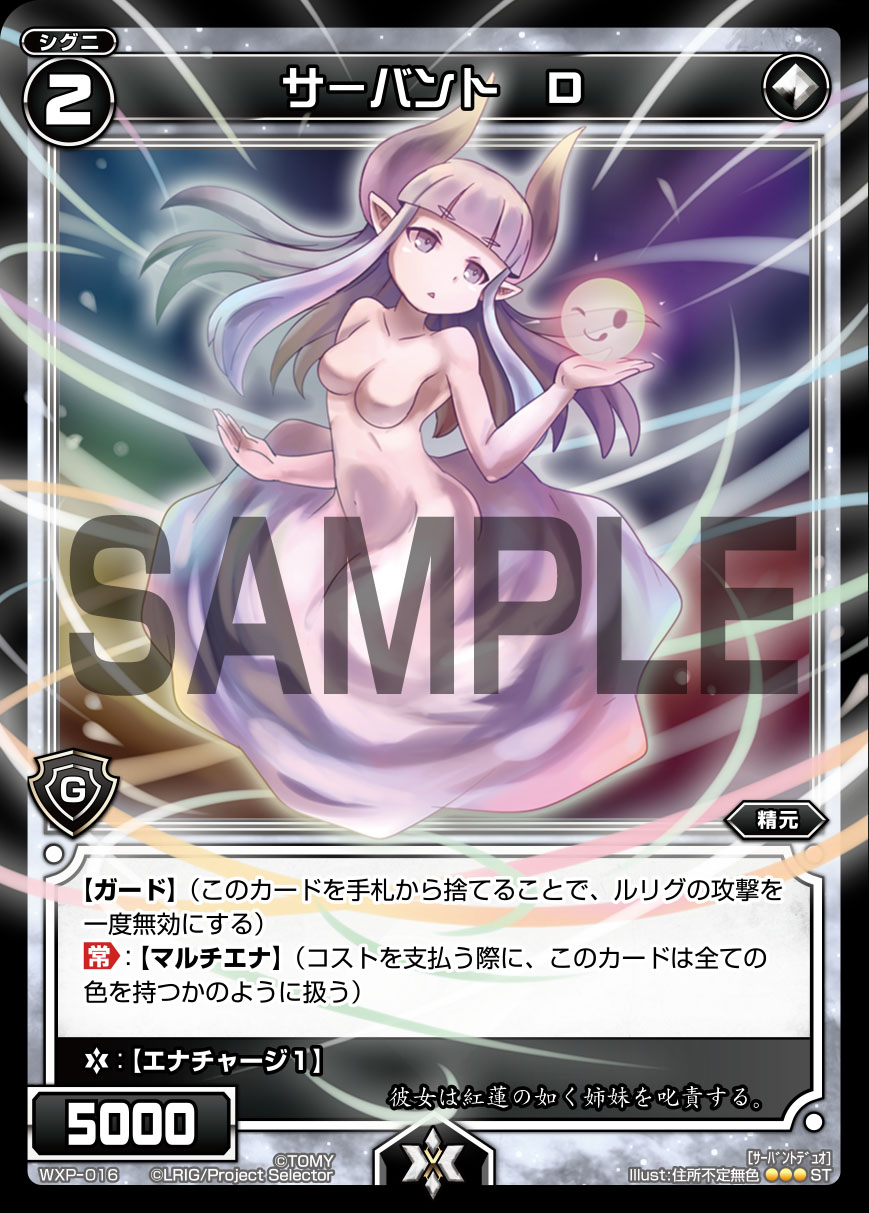 シグニ
2
サーバント　D
SAMPLE
G
精元
【ガード】（このカードを手札から捨てることで、ルリグの攻撃を
一度無効にする）
常：【マルチエナ】（コストを支払う際に、このカードは全ての
色を持つかのように扱う）
：【エナチャージ１】
彼女は紅蓮の如く姉妹を叱責する。
5000
WXP-016
©TOMY
©LRIG/Project Selector
[サーバントデュオ]
Illust:住所不定無色
ST